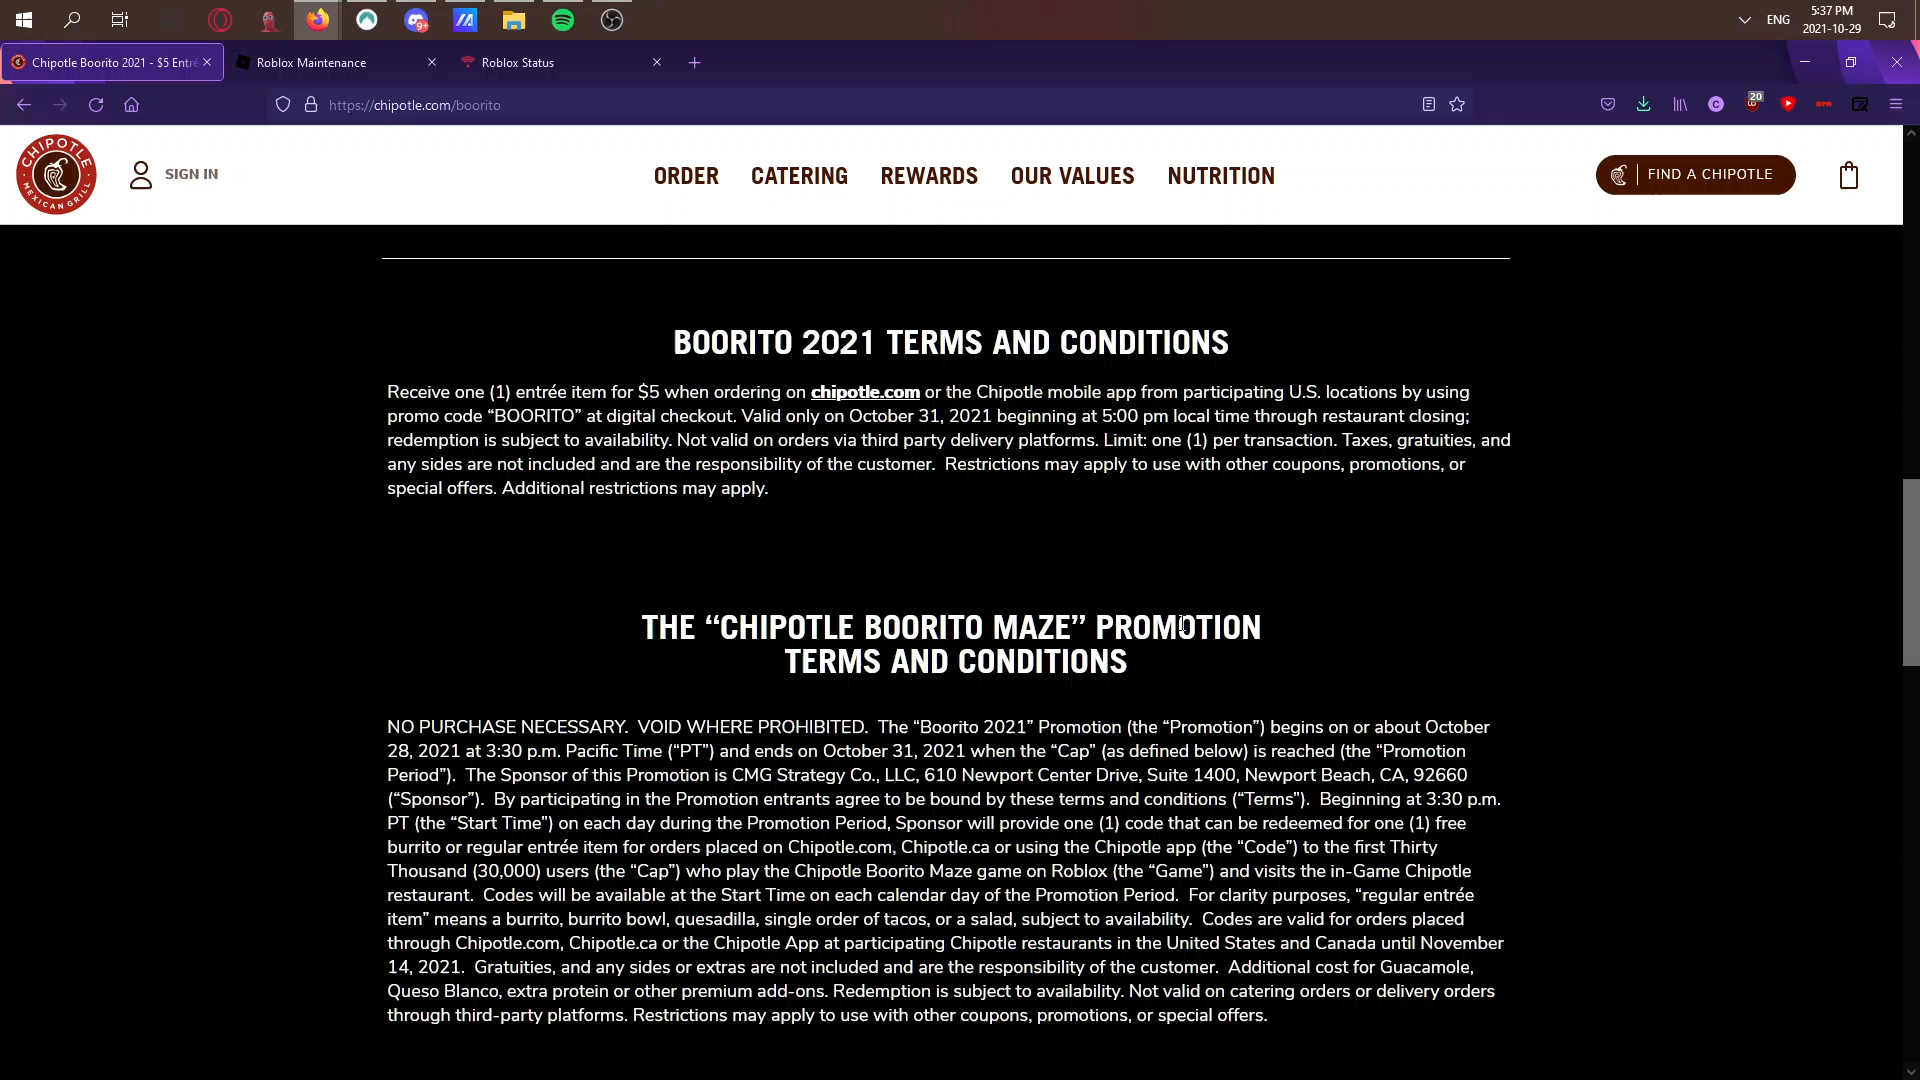 5:37 PM
ENG
2021-10-29
9+
Chipotle Boorito 2021 - $5 Entré
Roblox Maintenance
Roblox Status
https://chipotle.com/boorito
20
CHIPOTLE
MEXICAN GRILL
SIGN IN
ORDER
CATERING
REWARDS
OUR VALUES
NUTRITION
FIND A CHIPOTLE
BOORITO 2021 TERMS AND CONDITIONS
Receive one (1) entrée item for $5 when ordering on chipotle.com or the Chipotle mobile app from participating U.S. locations by using
promo code “BOORITO” at digital checkout. Valid only on October 31, 2021 beginning at 5:00 pm local time through restaurant closing;
redemption is subject to availability. Not valid on orders via third party delivery platforms. Limit: one (1) per transaction. Taxes, gratuities, and
any sides are not included and are the responsibility of the customer. Restrictions may apply to use with other coupons, promotions, or
special offers. Additional restrictions may apply.
THE “CHIPOTLE BOORITO MAZE” PROMOTION
TERMS AND CONDITIONS
NO PURCHASE NECESSARY. VOID WHERE PROHIBITED. The “Boorito 2021” Promotion (the “Promotion”) begins on or about October
28, 2021 at 3:30 p.m. Pacific Time (“PT”) and ends on October 31, 2021 when the “Cap” (as defined below) is reached (the “Promotion
Period”). The Sponsor of this Promotion is CMG Strategy Co., LLC, 610 Newport Center Drive, Suite 1400, Newport Beach, CA, 92660
(“Sponsor”). By participating in the Promotion entrants agree to be bound by these terms and conditions (“Terms”). Beginning at 3:30 p.m.
PT (the “Start Time”) on each day during the Promotion Period, Sponsor will provide one (1) code that can be redeemed for one (1) free
burrito or regular entrée item for orders placed on Chipotle.com, Chipotle.ca or using the Chipotle app (the “Code”) to the first Thirty
Thousand (30,000) users (the “Cap”) who play the Chipotle Boorito Maze game on Roblox (the “Game”) and visits the in-Game Chipotle
restaurant. Codes will be available at the Start Time on each calendar day of the Promotion Period. For clarity purposes, “regular entrée
item” means a burrito, burrito bowl, quesadilla, single order of tacos, or a salad, subject to availability. Codes are valid for orders placed
through Chipotle.com, Chipotle.ca or the Chipotle App at participating Chipotle restaurants in the United States and Canada until November
14, 2021. Gratuities, and any sides or extras are not included and are the responsibility of the customer. Additional cost for Guacamole,
Queso Blanco, extra protein or other premium add-ons. Redemption is subject to availability. Not valid on catering orders or delivery orders
through third-party platforms. Restrictions may apply to use with other coupons, promotions, or special offers.